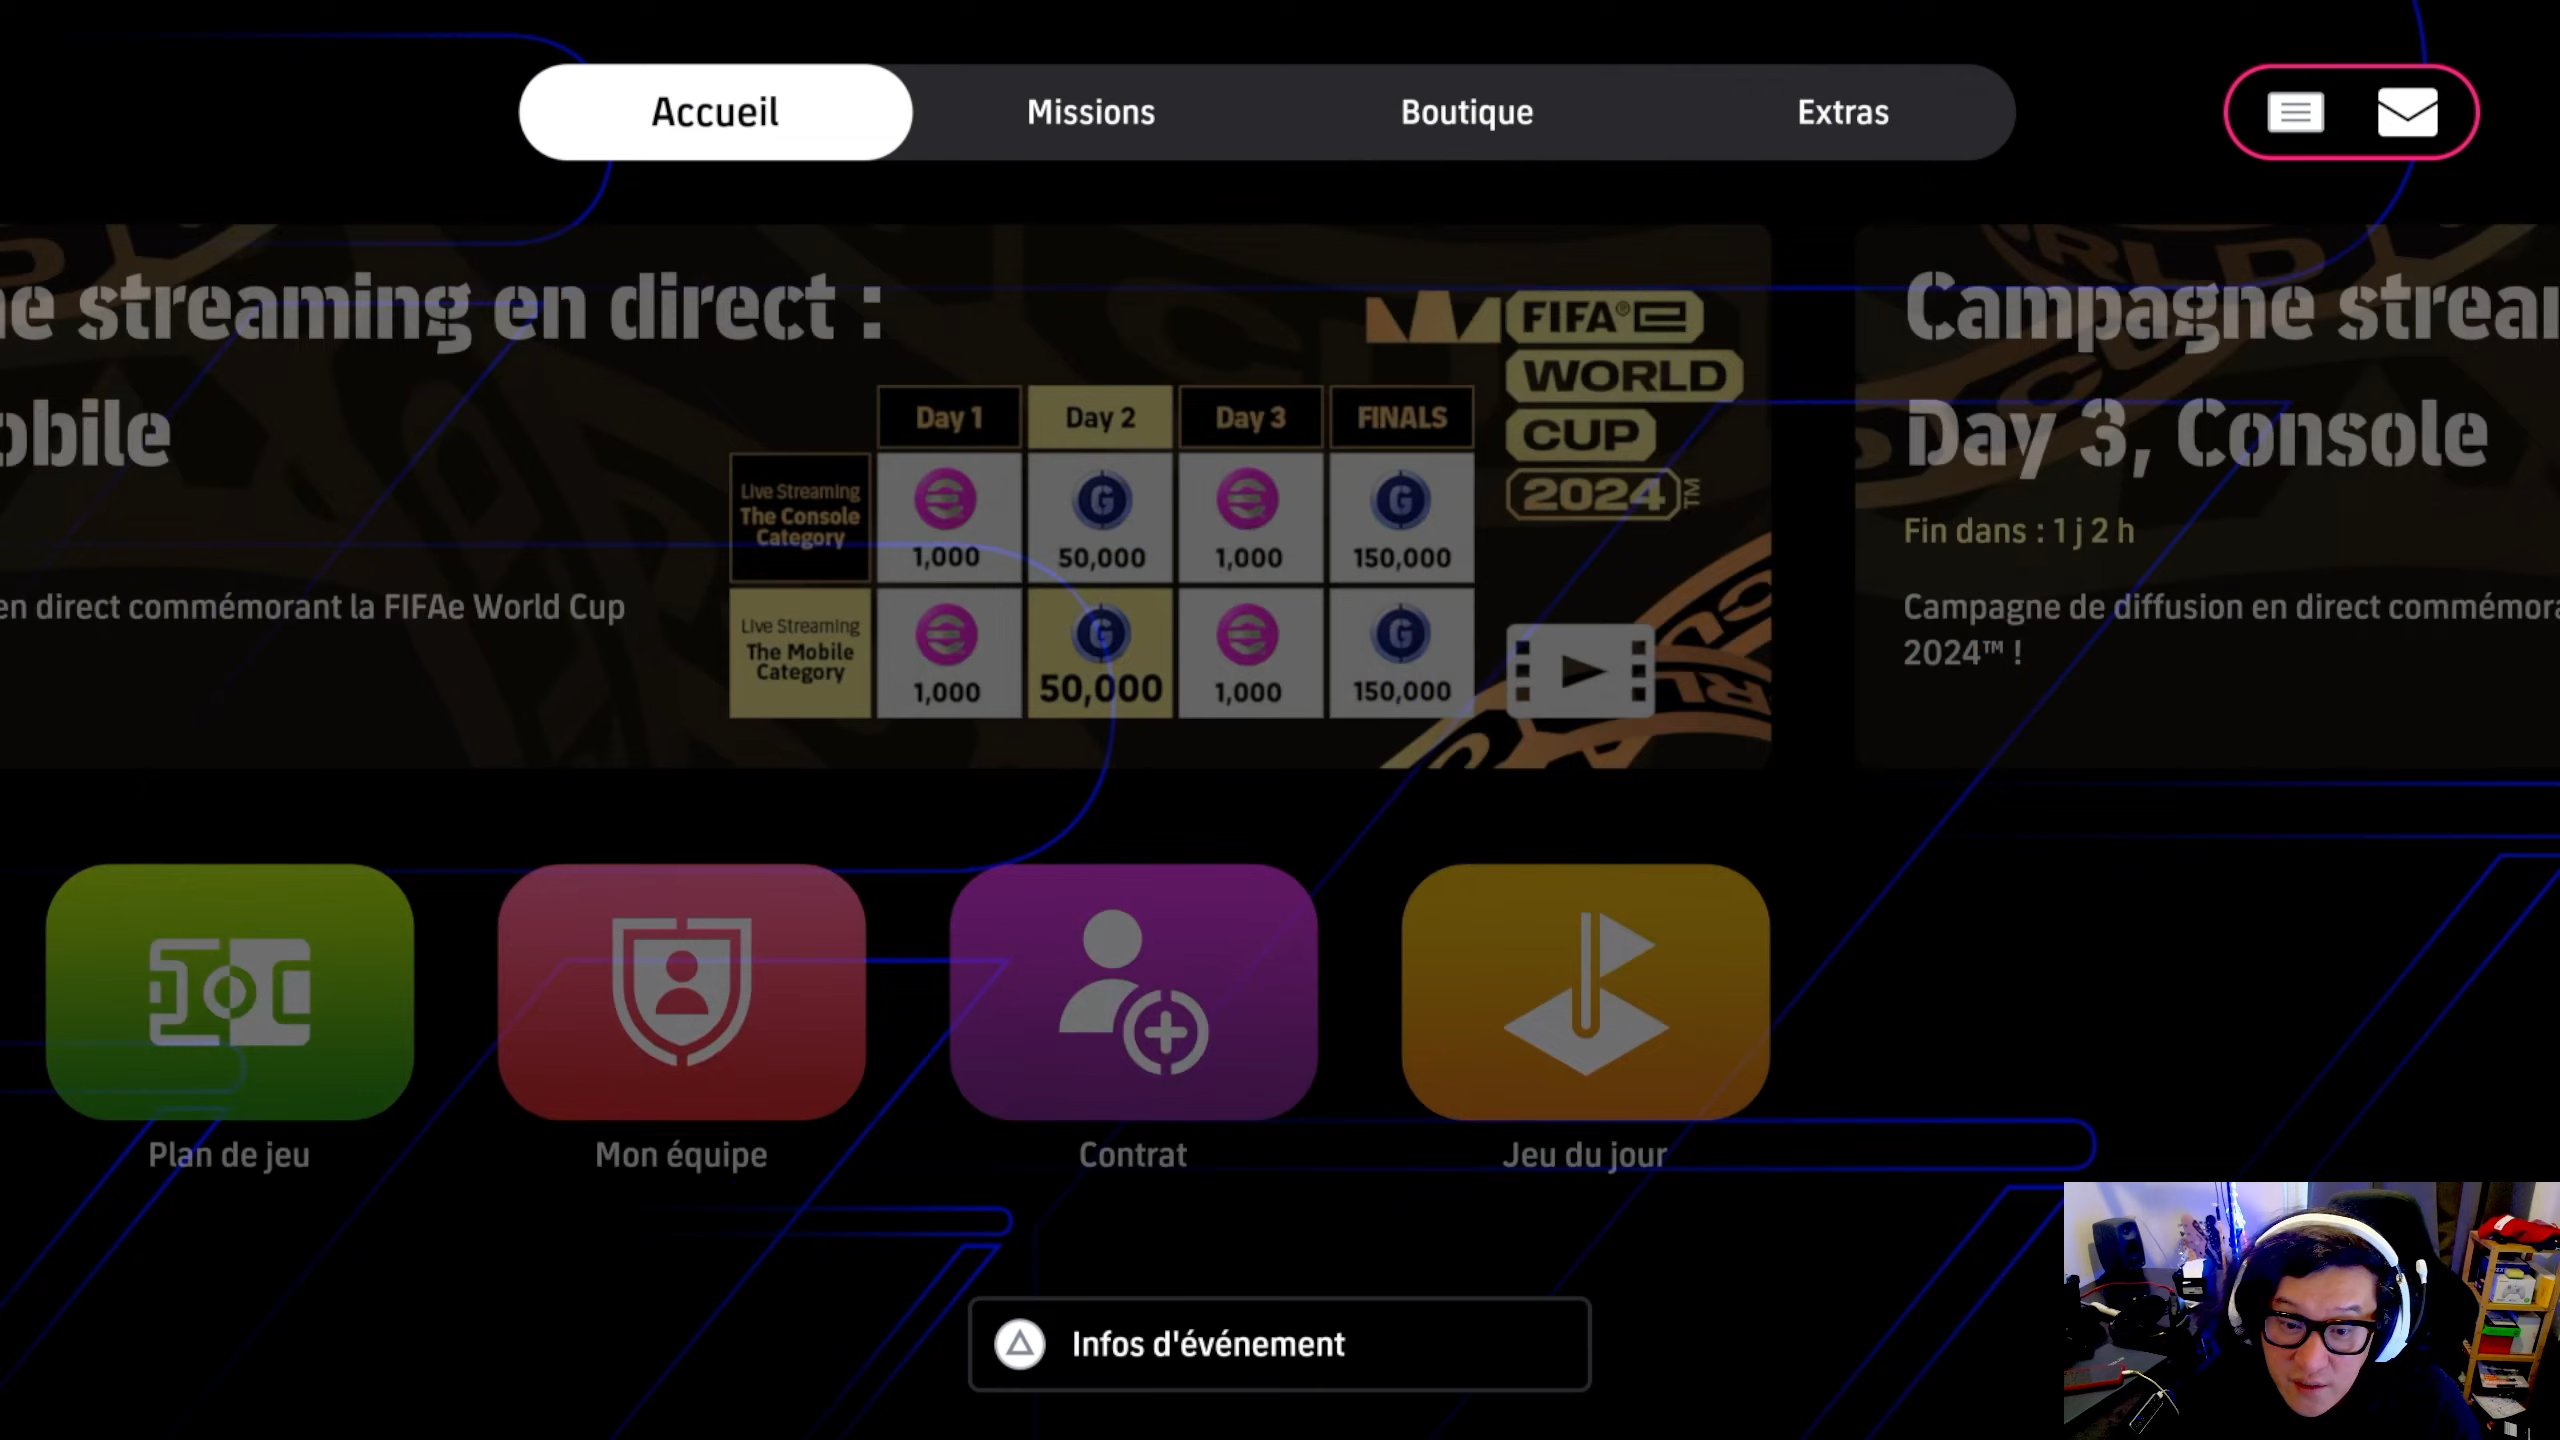 Accueil
Missions
Boutique
Extras
ne streaming en direct :
obile
en direct commémorant la FIFAe World Cup
Day 1
Day 2
Day 3
FINALS
Live Streaming
The Console
Category
1,000
50,000
1,000
150,000
Live Streaming
The Mobile
Category
1,000
50,000
1,000
150,000
FIFA®e
WORLD
CUP
2024™
Campagne strea
Day 3, Console
Fin dans : 1 j 2 h
Campagne de diffusion en direct commémora
2024™ !
Plan de jeu
Mon équipe
Contrat
Jeu du jour
Infos d'événement